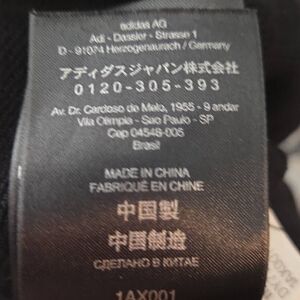 adidas AG
Adi - Dassler - Strasse 1
D - 91074 Herzogenaurach / Germany
アディダスジャパン株式会社
0120-305-393
Av. Dr. Cardoso de Melo, 1955 - 9 andar
Vila Olimpia - Sao Paulo - SP
Cep 04548-005
Brasil
MADE IN CHINA
FABRIQUÉ EN CHINE
中国製
中国制造
СДЕЛАНО В КИТАЕ
1AX001